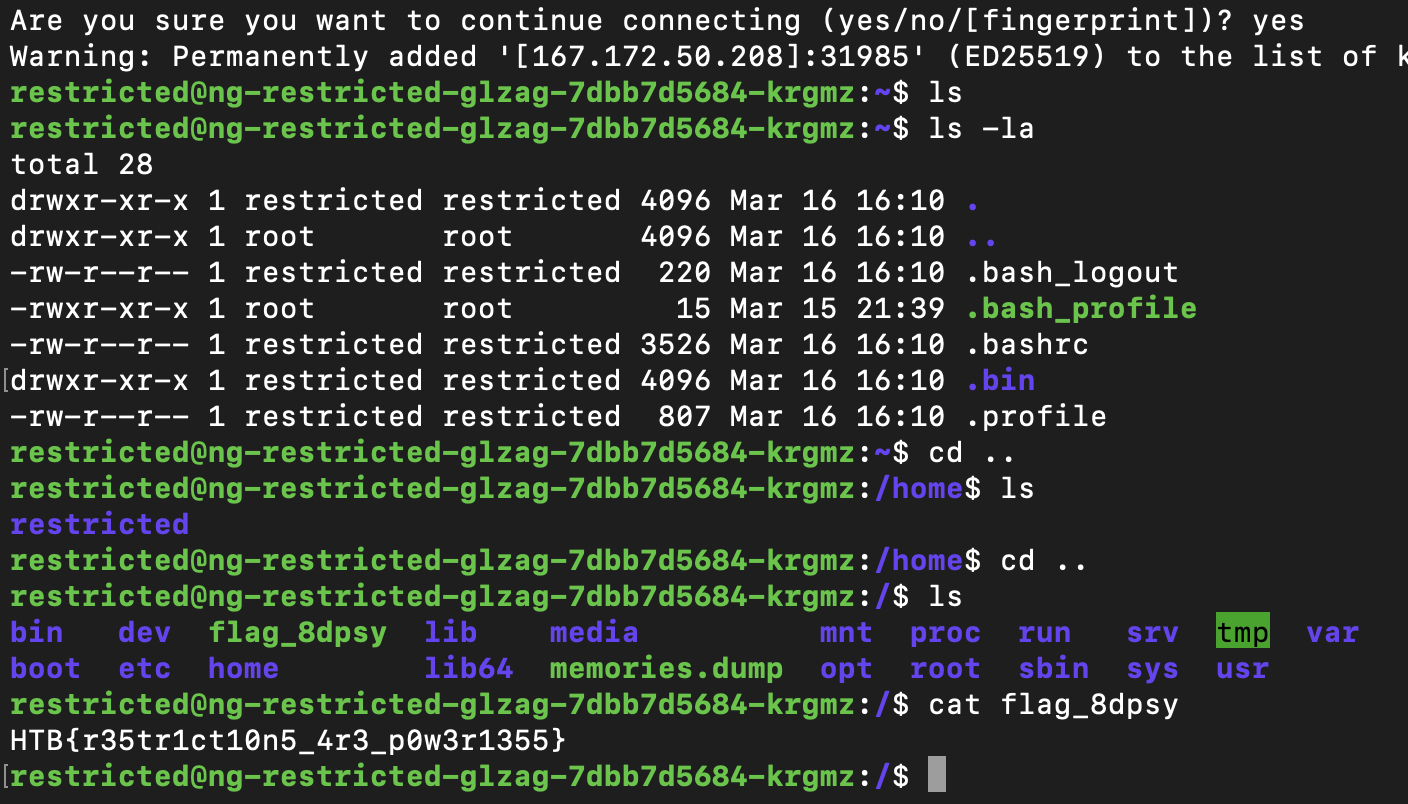 Are you sure you want to continue connecting (yes/no/[fingerprint])? yes
Warning: Permanently added '[167.172.50.208]:31985' (ED25519) to the list of k
restricted@ng-restricted-glzag-7dbb7d5684-krgmz:~$ ls
restricted@ng-restricted-glzag-7dbb7d5684-krgmz:~$ ls -la
total 28
drwxr-xr-x 1 restricted restricted 4096 Mar 16 16:10 .
drwxr-xr-x 1 root       root       4096 Mar 16 16:10 ..
-rw-r--r-- 1 restricted restricted  220 Mar 16 16:10 .bash_logout
-rwxr-xr-x 1 root       root         15 Mar 15 21:39 .bash_profile
-rw-r--r-- 1 restricted restricted 3526 Mar 16 16:10 .bashrc
drwxr-xr-x 1 restricted restricted 4096 Mar 16 16:10 .bin
-rw-r--r-- 1 restricted restricted  807 Mar 16 16:10 .profile
restricted@ng-restricted-glzag-7dbb7d5684-krgmz:~$ cd ..
restricted@ng-restricted-glzag-7dbb7d5684-krgmz:/home$ ls
restricted
restricted@ng-restricted-glzag-7dbb7d5684-krgmz:/home$ cd ..
restricted@ng-restricted-glzag-7dbb7d5684-krgmz:/$ ls
bin   dev  flag_8dpsy  lib    media          mnt  proc  run   srv  tmp  var
boot  etc  home        lib64  memories.dump  opt  root  sbin  sys  usr
restricted@ng-restricted-glzag-7dbb7d5684-krgmz:/$ cat flag_8dpsy
HTB{r35tr1ct10n5_4r3_p0w3r1355}
restricted@ng-restricted-glzag-7dbb7d5684-krgmz:/$